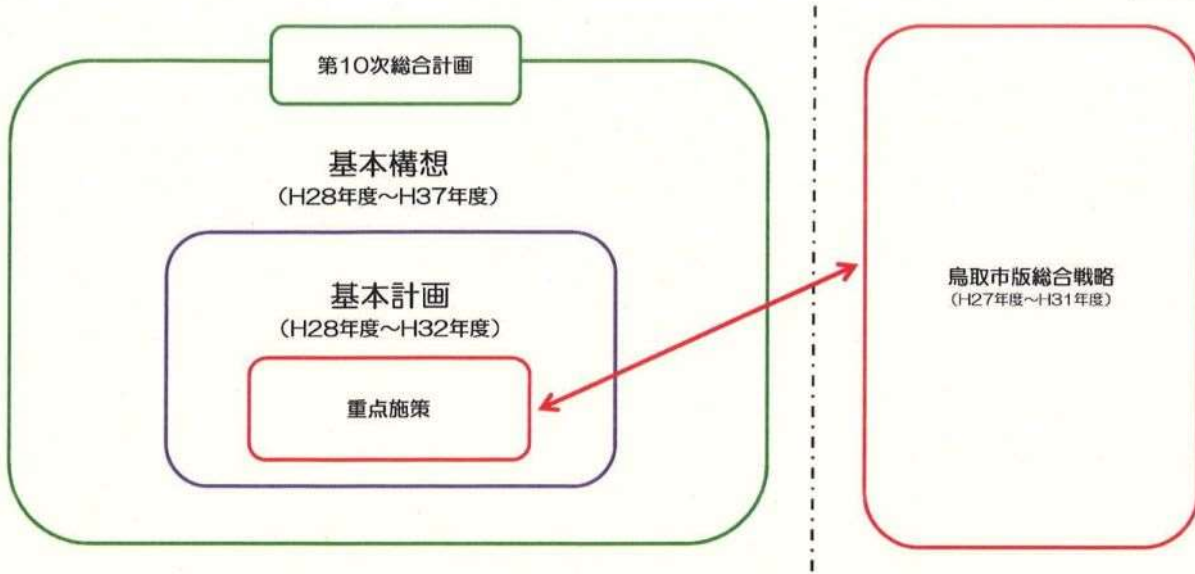 第10次総合計画
基本構想
（H28年度～H37年度）
基本計画
（H28年度～H32年度）
重点施策
鳥取市版総合戦略
（H27年度～H31年度）